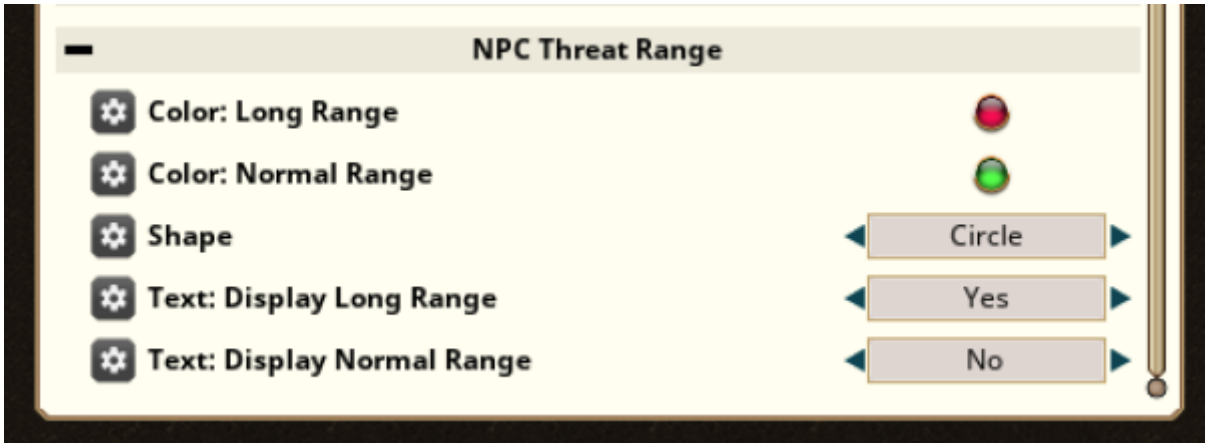 NPC Threat Range
Color: Long Range
Color: Normal Range
Shape Circle
Text: Display Long Range Yes
Text: Display Normal Range No